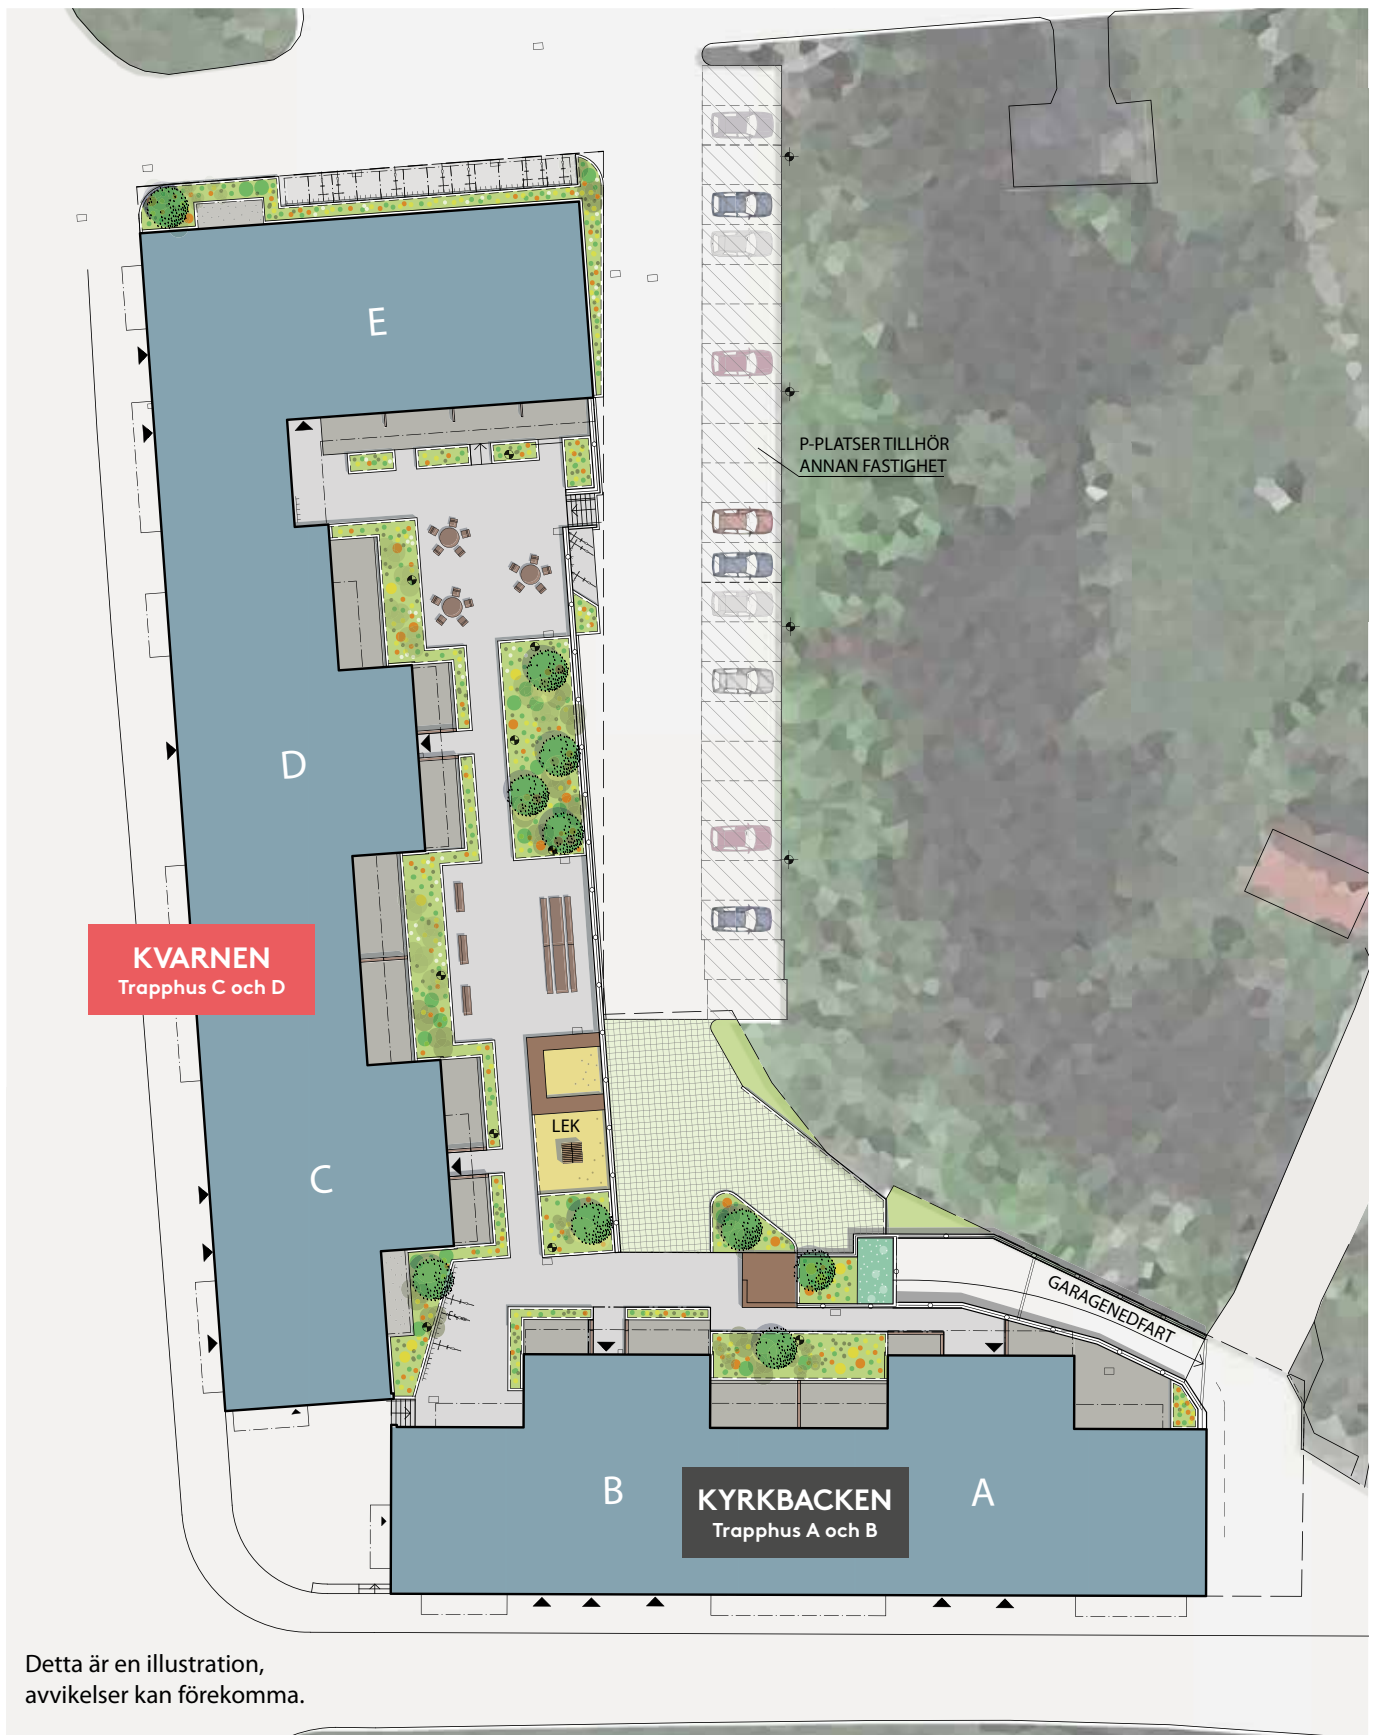 E
P-PLATSER TILLHÖR
ANNAN FASTIGHET
D
KVARNEN
Trapphus C och D
LEK
C
GARAGENEDFART
B
KYRKBACKEN
Trapphus A och B
A
Detta är en illustration,
avvikelser kan förekomma.